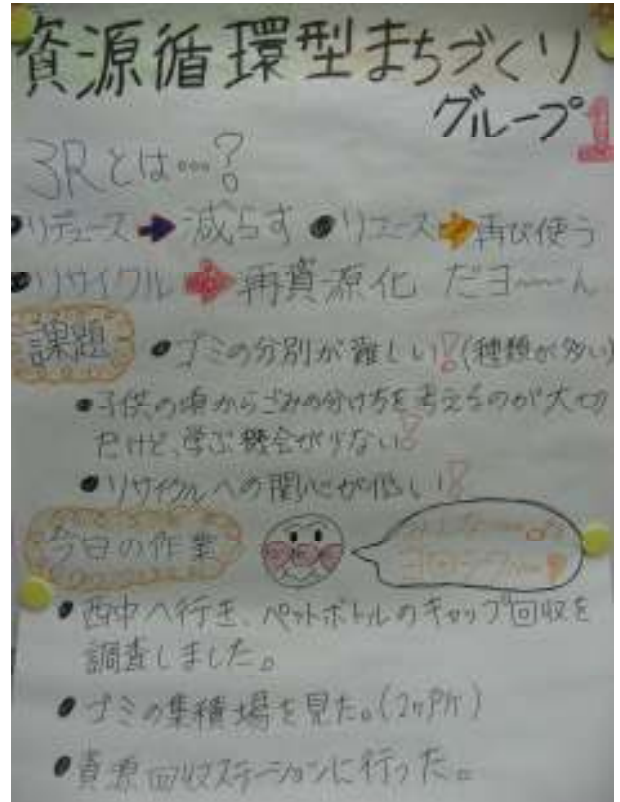 資源循環型まちづくり
グループ1
3Rとは…?
●リデュース➡減らす ●リユース➡再び使う
●リサイクル➡再資源化 だヨ〜〜ん
課題 ●ゴミの分別が難しい!(種類が多い)
●子供の頃からごみの分け方を考えるのが大切
だけど、学ぶ機会が少ない!
●リサイクルへの関心が低い!
今日の作業
●西中へ行き、ペットボトルのキャップ回収を
調査しました。
●ゴミの集積場を見た。(2ヶ所)
●資源回収ステーションに行った。